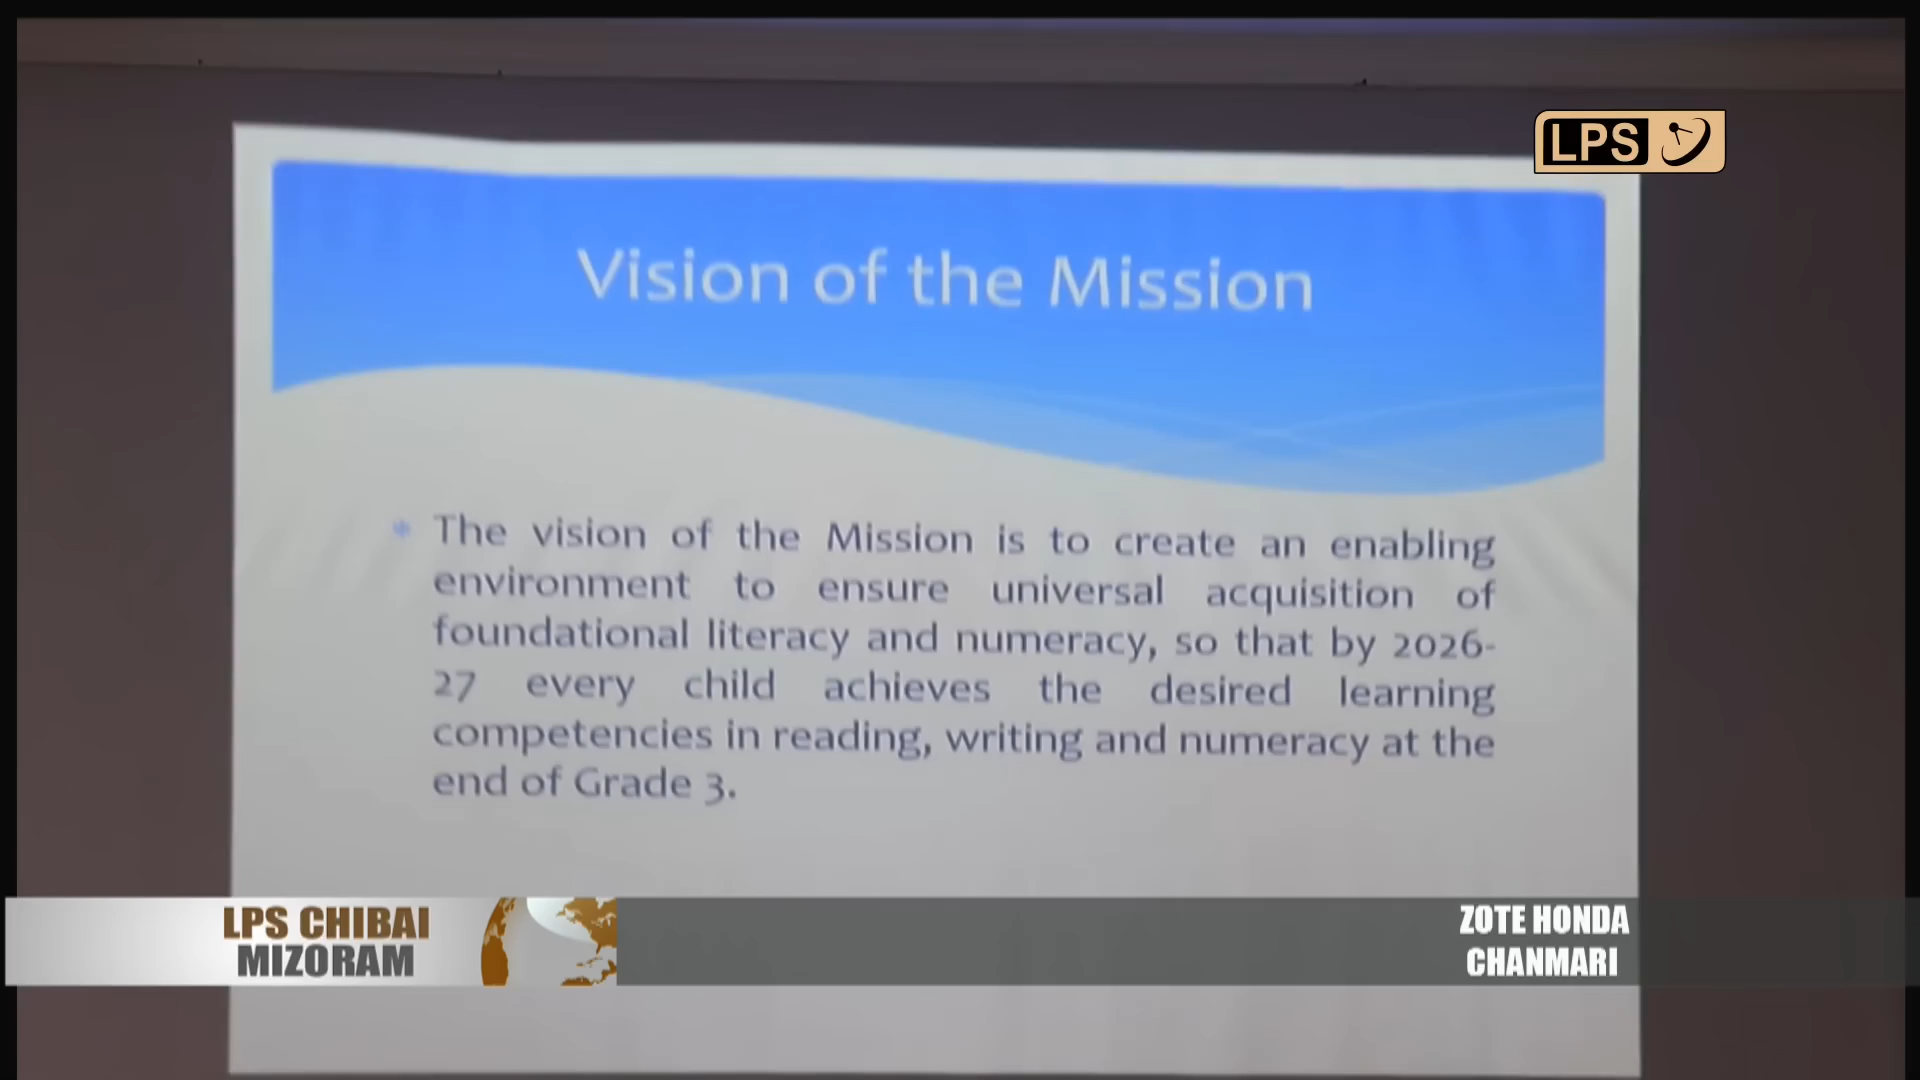 LPS
Vision of the Mission
The vision of the Mission is to create an enabling
environment to ensure universal acquisition of
foundational literacy and numeracy, so that by 2026-
27 every child achieves the desired learning
competencies in reading, writing and numeracy at the
end of Grade 3.
LPS CHIBAI
MIZORAM
ZOTE HONDA
CHANMARI